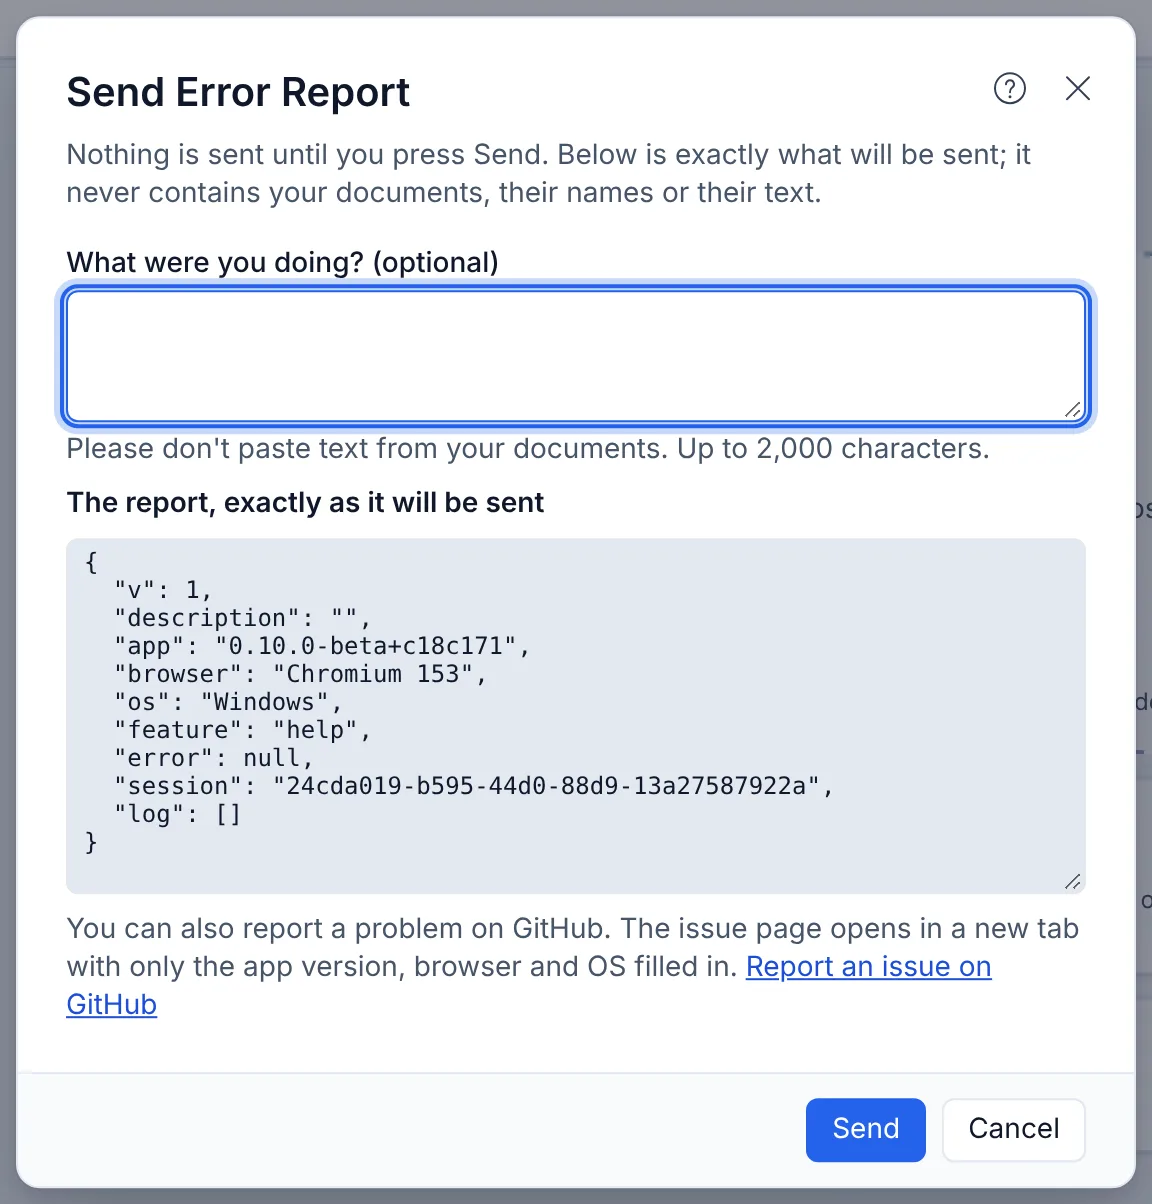 Send Error Report
Nothing is sent until you press Send. Below is exactly what will be sent; it
never contains your documents, their names or their text.
What were you doing? (optional)
Please don't paste text from your documents. Up to 2,000 characters.
The report, exactly as it will be sent
{
  "v": 1,
  "description": "",
  "app": "0.10.0-beta+c18c171",
  "browser": "Chromium 153",
  "os": "Windows",
  "feature": "help",
  "error": null,
  "session": "24cda019-b595-44d0-88d9-13a27587922a",
  "log": []
}
You can also report a problem on GitHub. The issue page opens in a new tab
with only the app version, browser and OS filled in. Report an issue on
GitHub
Send
Cancel